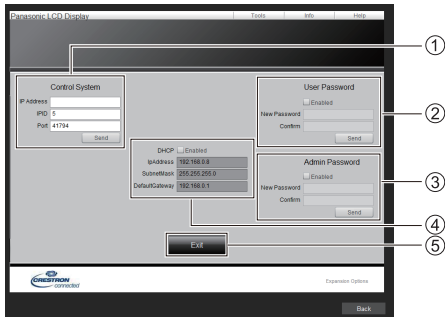 Panasonic LCD Display
Tools Info Help
Control System
IP Address
IPID 5
Port 41794
Send
User Password
Enabled
New Password
Confirm
Send
DHCP Enabled
IpAddress 192.168.0.8
SubnetMask 255.255.255.0
DefaultGateway 192.168.0.1
Admin Password
Enabled
New Password
Confirm
Send
Exit
CRESTRON
connected
Expansion Options
Back
1
2
3
4
5